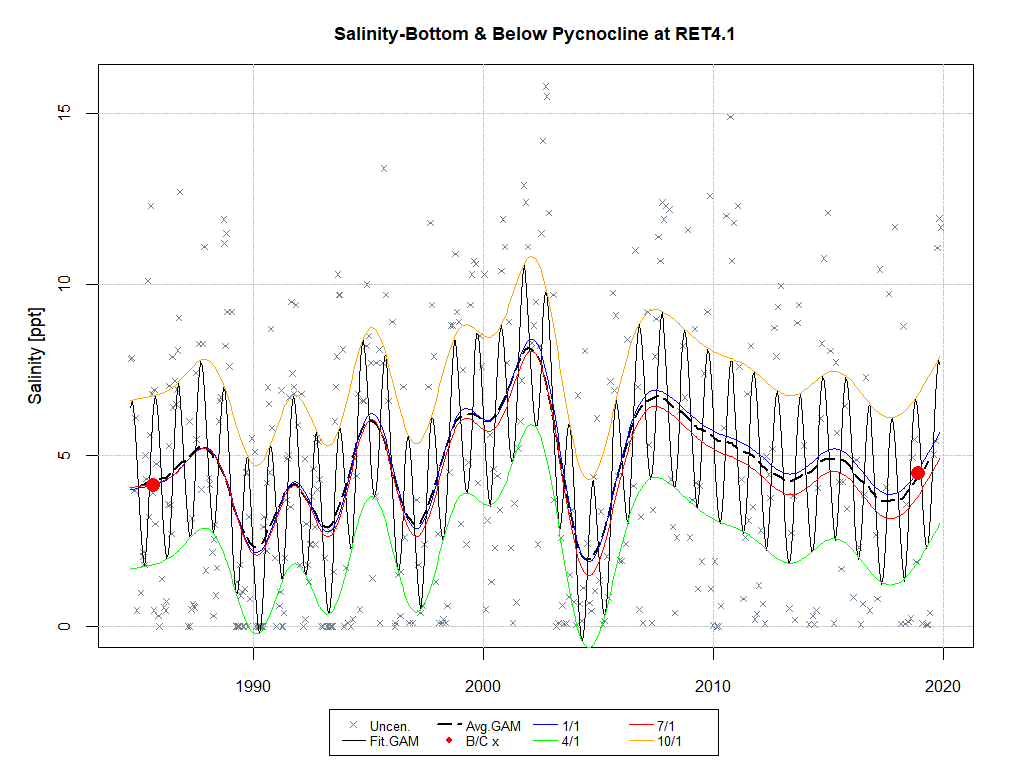 Salinity-Bottom & Below Pycnocline at RET4.1
Salinity [ppt]
15
10
5
0
1990 2000 2010 2020
Uncen. Avg.GAM 1/1 7/1
Fit.GAM B/C x 4/1 10/1